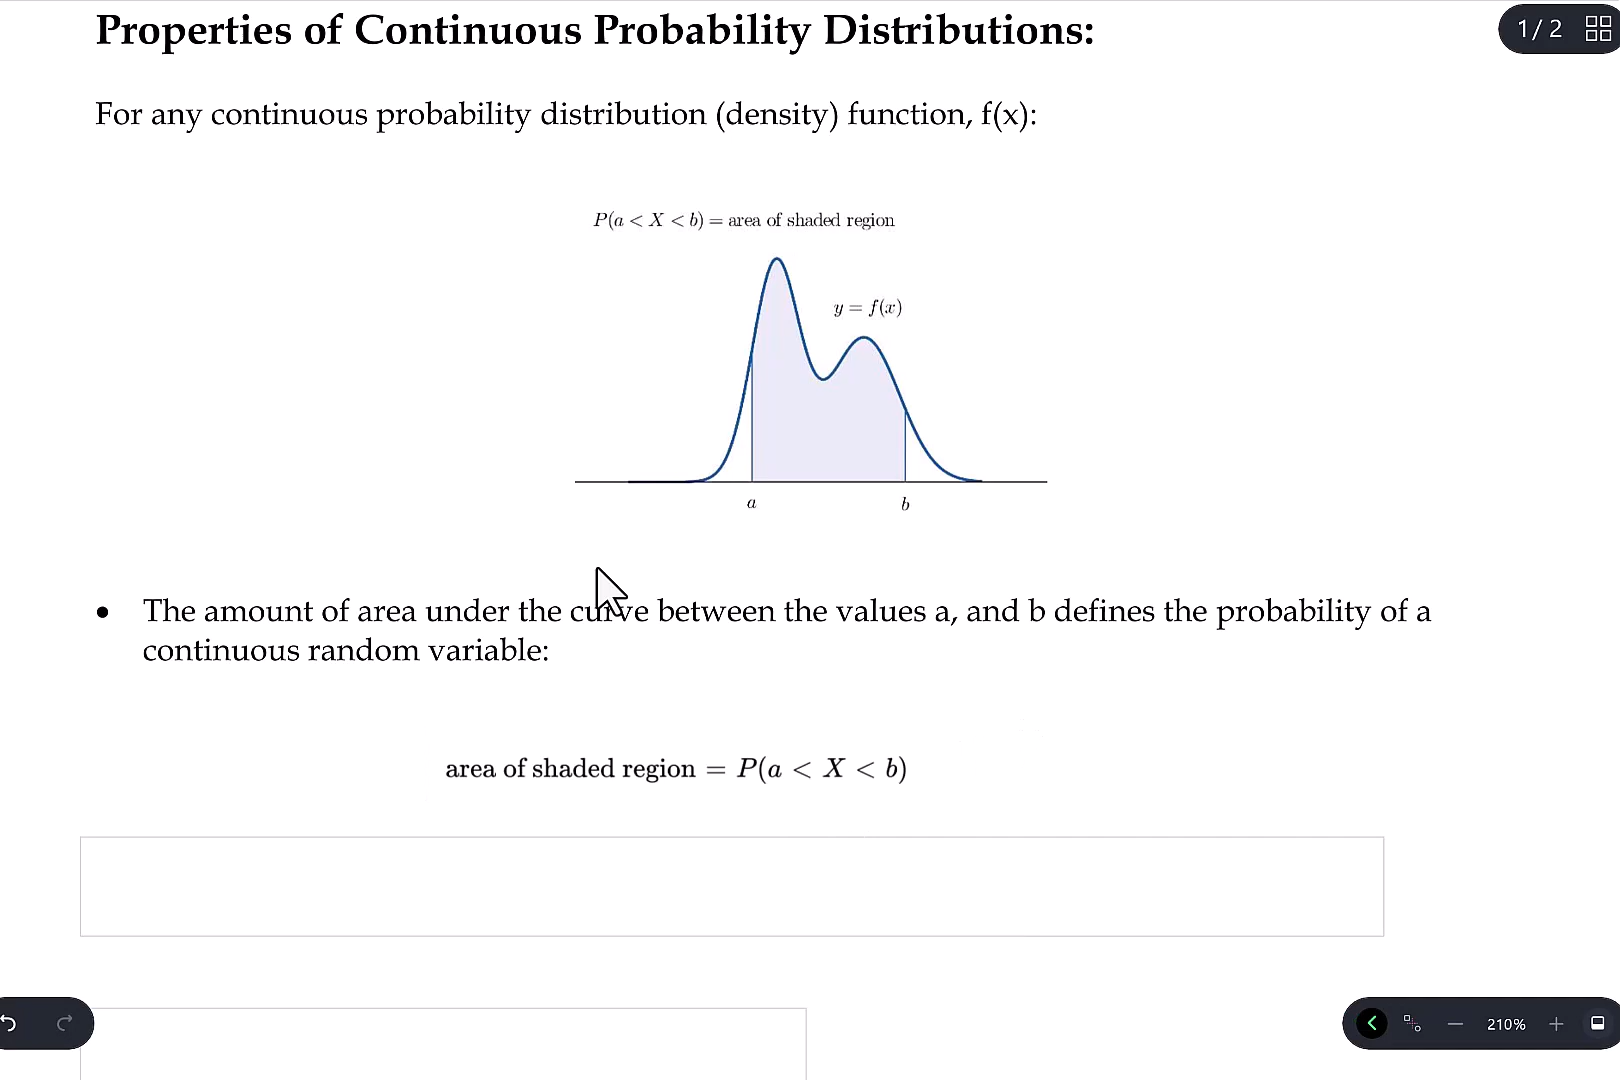 Properties of Continuous Probability Distributions:
1 / 2
For any continuous probability distribution (density) function, f(x):
P(a < X < b) = area of shaded region
y = f(x)
a
b
• The amount of area under the curve between the values a, and b defines the probability of a
continuous random variable:
area of shaded region = P(a < X < b)
210%